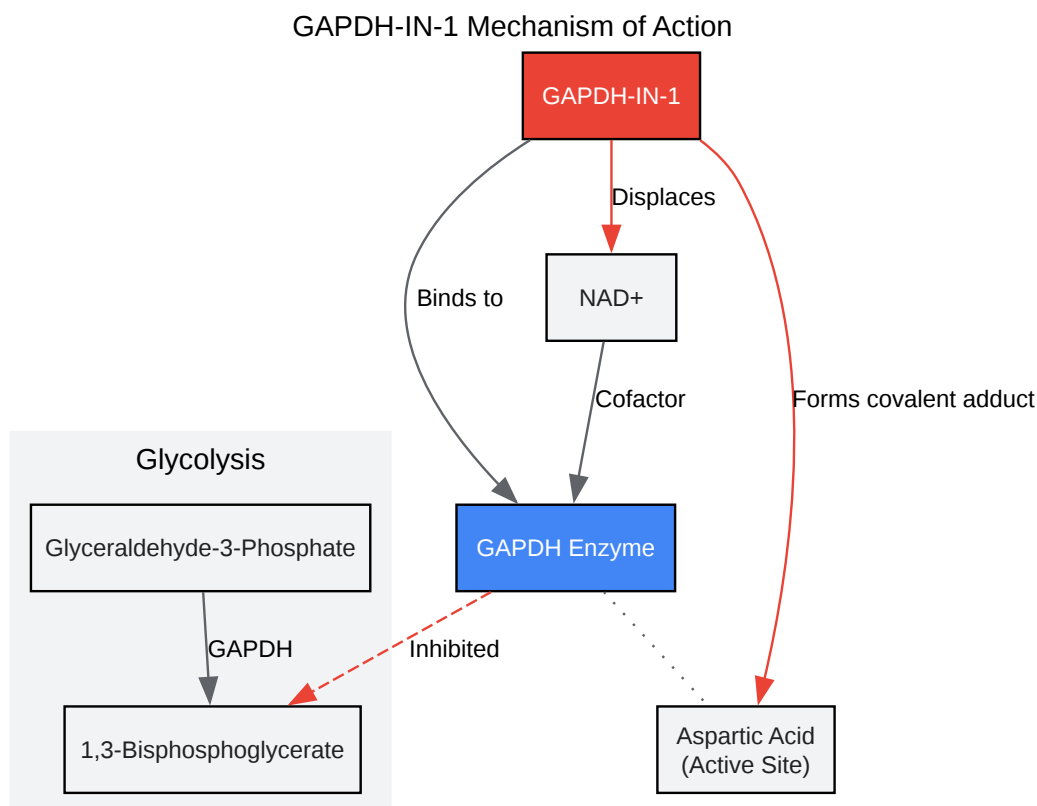 GAPDH-IN-1 Mechanism of Action
GAPDH-IN-1
Displaces
Binds to
NAD+
Cofactor
Forms covalent adduct
Glycolysis
Glyceraldehyde-3-Phosphate
GAPDH Enzyme
GAPDH
Inhibited
1,3-Bisphosphoglycerate
Aspartic Acid
(Active Site)